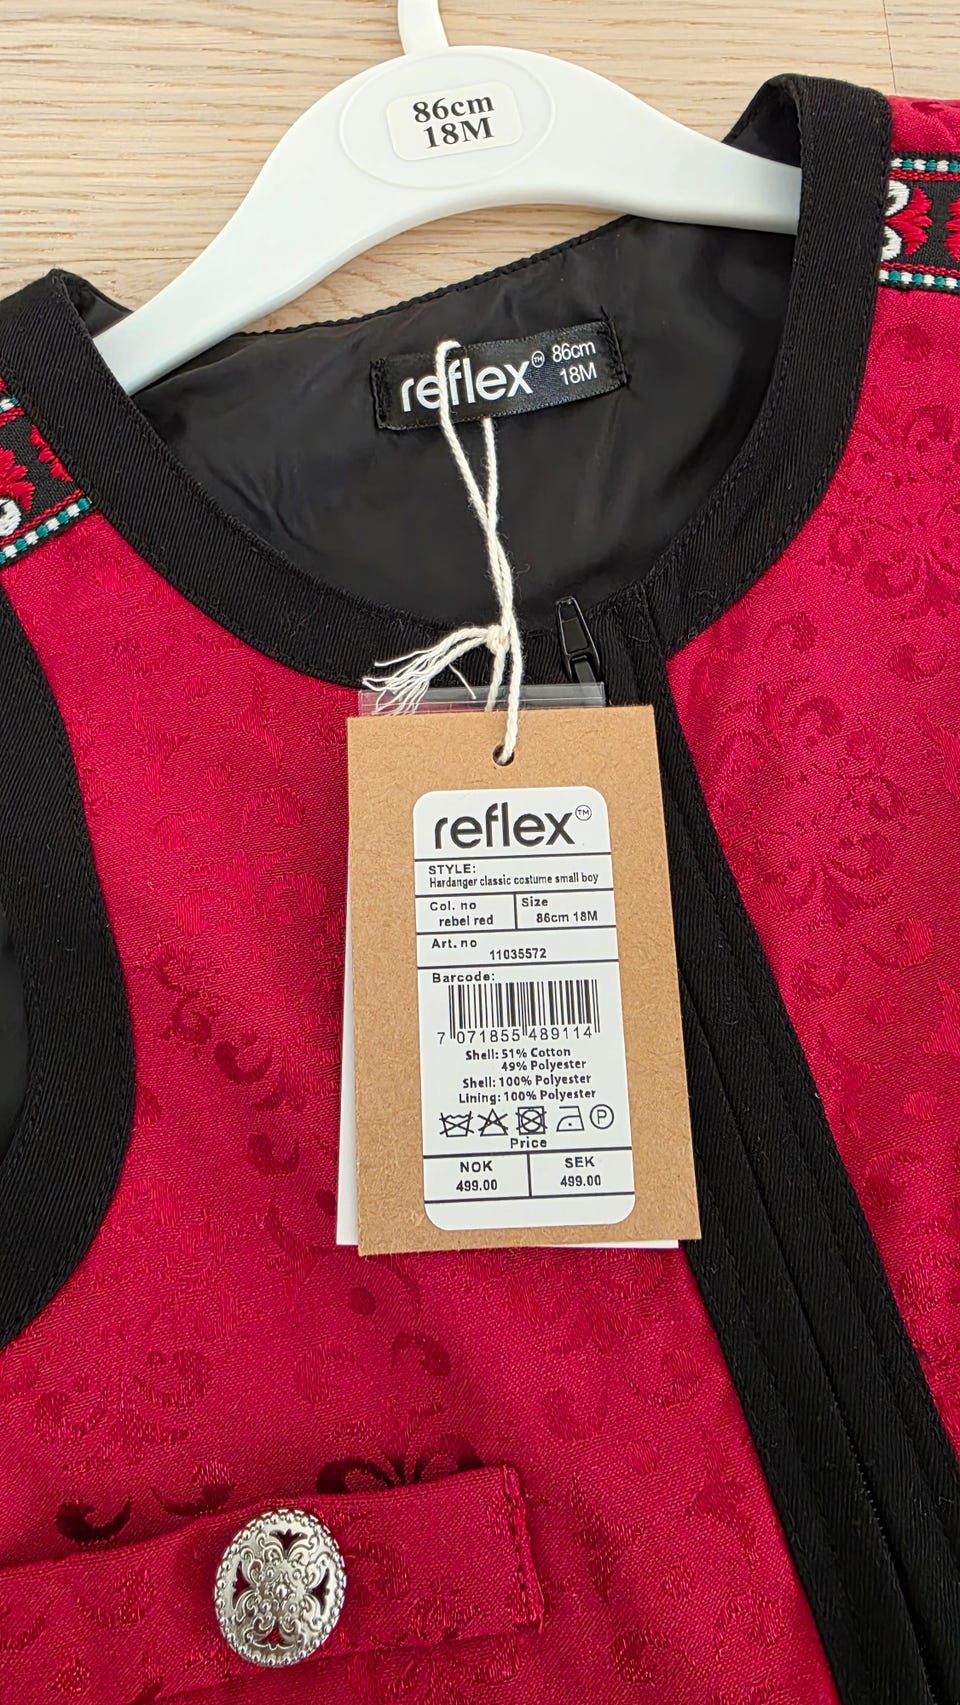 86cm
18M
reflex™ 86cm
18M
reflex™
STYLE:
Hardanger classic costume small boy
Col. no
rebel red
Size
86cm 18M
Art. no
11035572
Barcode:
7 071855 489114
Shell: 51% Cotton
49% Polyester
Shell: 100% Polyester
Lining: 100% Polyester
P
Price
NOK
499.00
SEK
499.00